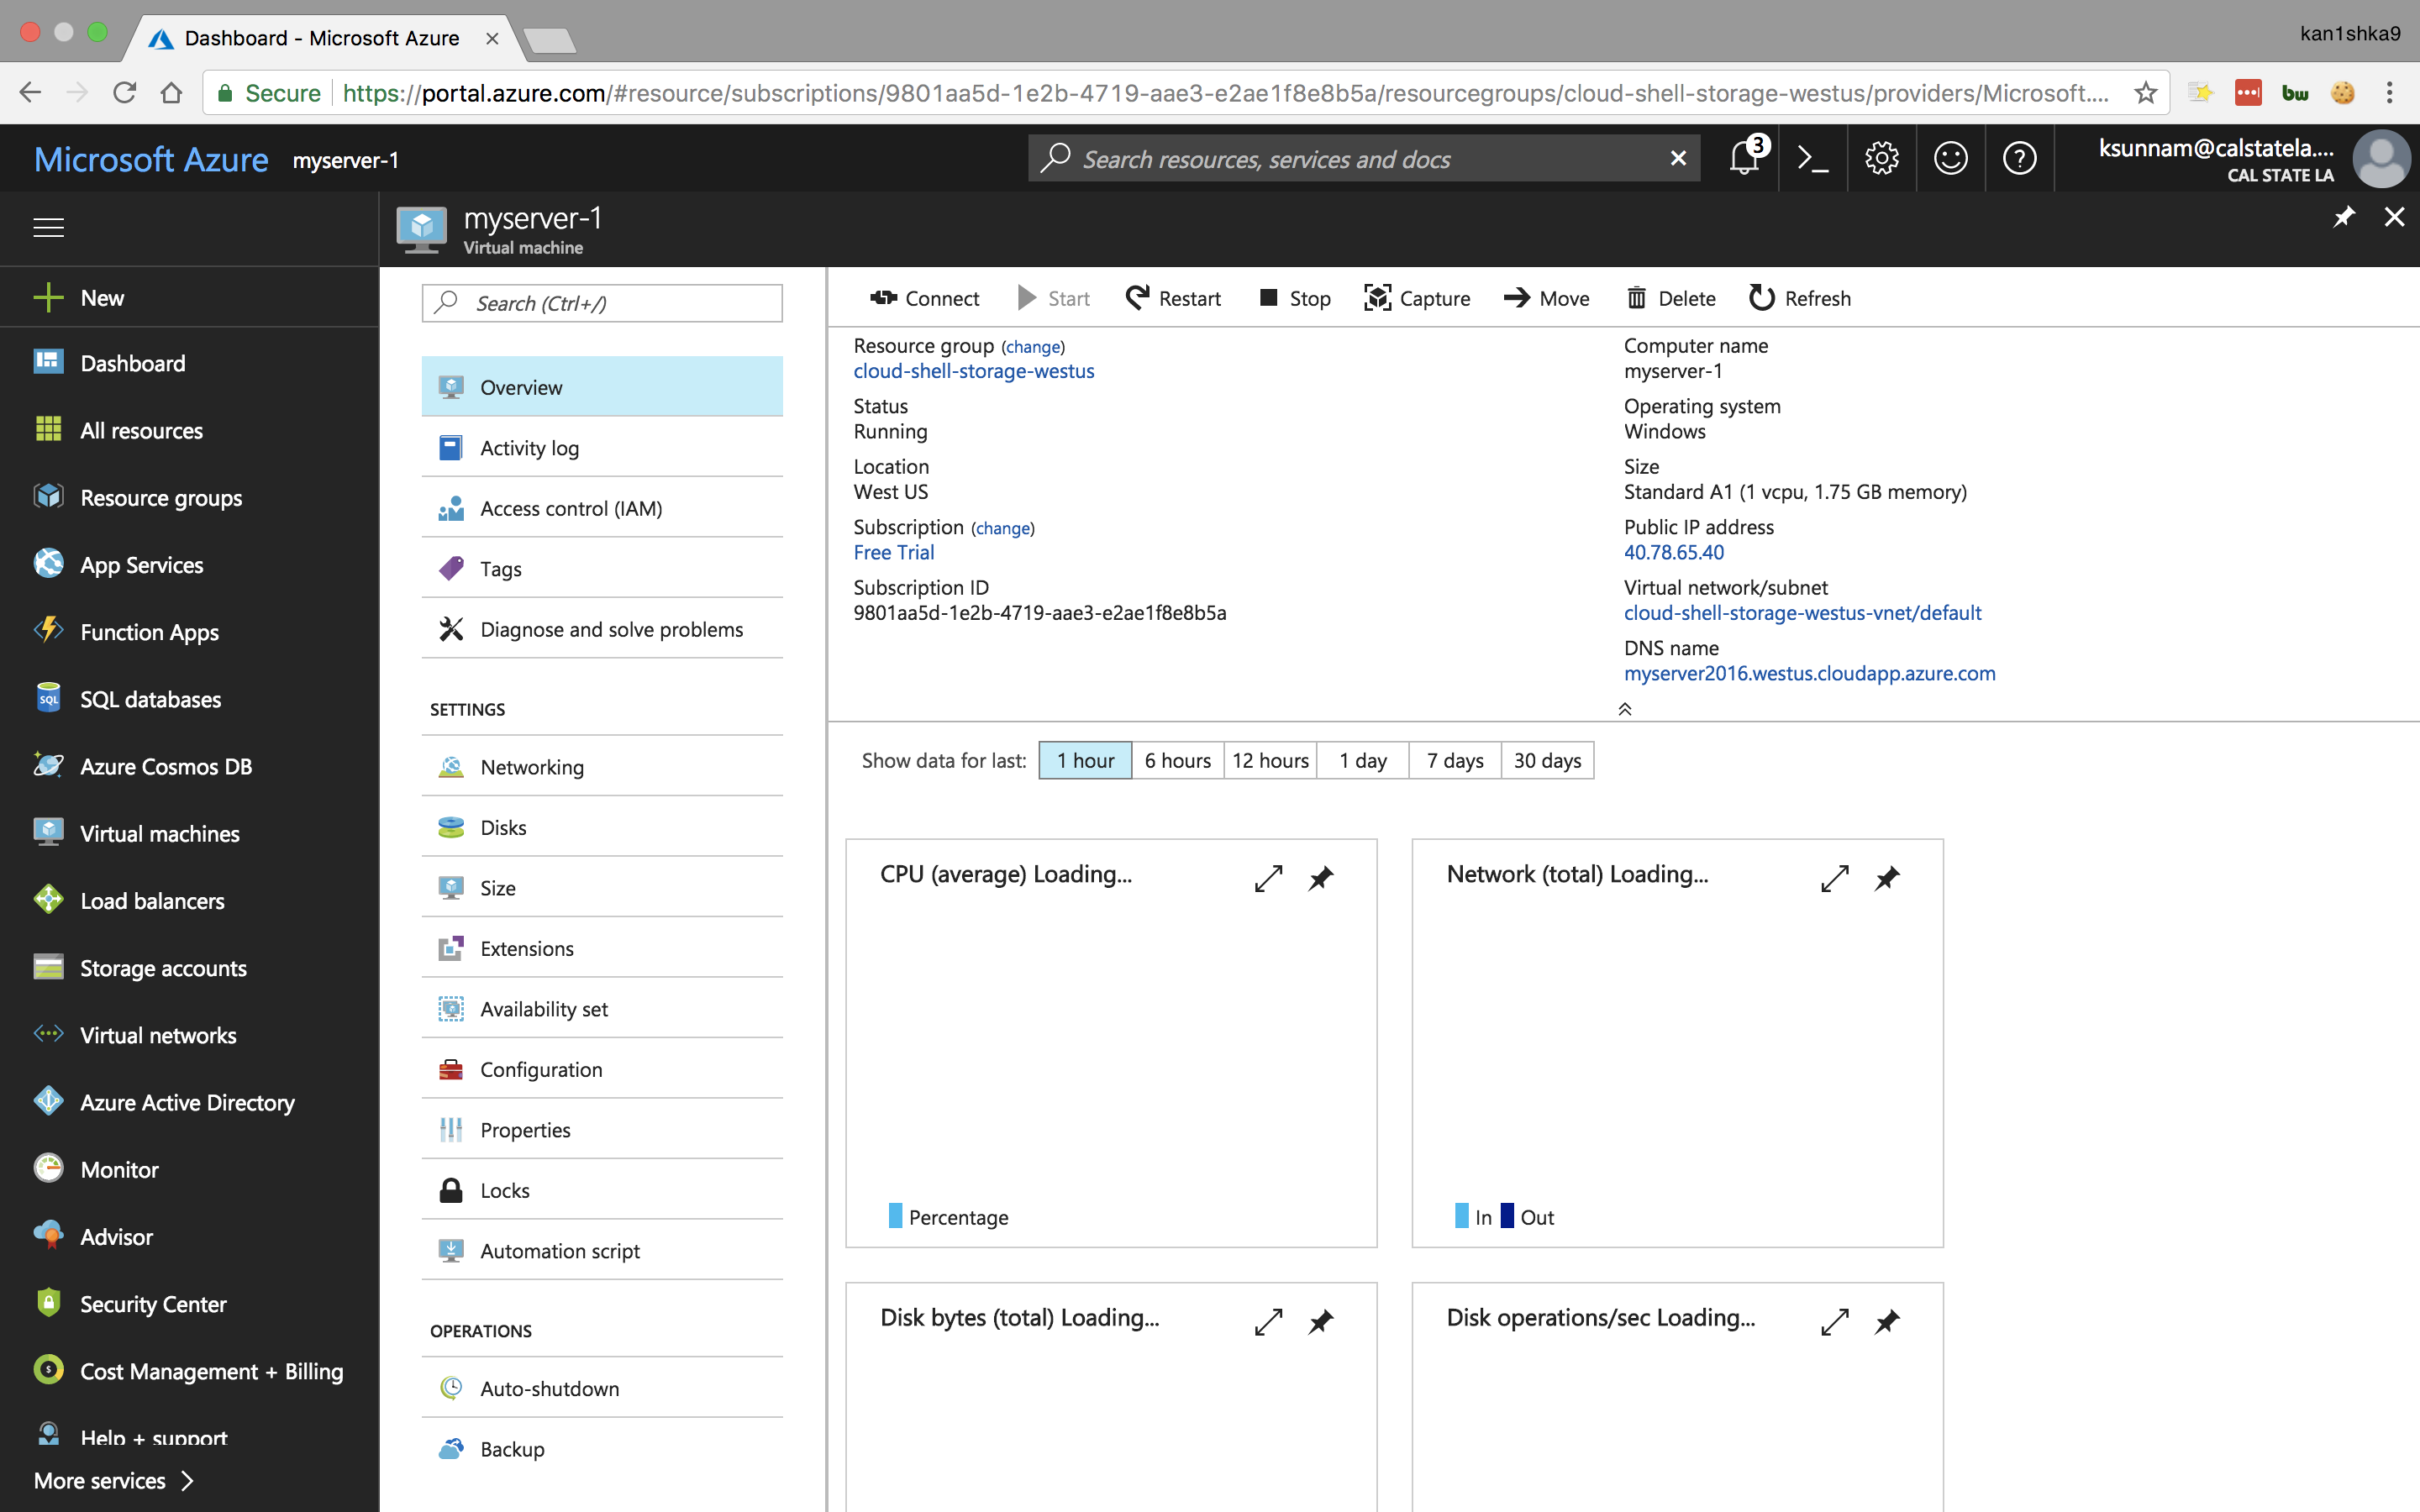 Dashboard - Microsoft Azure
kan1shka9
Secure
https://portal.azure.com/#resource/subscriptions/9801aa5d-1e2b-4719-aae3-e2ae1f8e8b5a/resourcegroups/cloud-shell-storage-westus/providers/Microsoft....
bw
Microsoft Azure
myserver-1
Search resources, services and docs
3
ksunnam@calstatela....
CAL STATE LA
myserver-1
Virtual machine
New
Dashboard
All resources
Resource groups
App Services
Function Apps
SQL
SQL databases
Azure Cosmos DB
Virtual machines
Load balancers
Storage accounts
Virtual networks
Azure Active Directory
Monitor
Advisor
Security Center
Cost Management + Billing
Help + support
More services
Search (Ctrl+/)
Overview
Activity log
Access control (IAM)
Tags
Diagnose and solve problems
SETTINGS
Networking
Disks
Size
Extensions
Availability set
Configuration
Properties
Locks
Automation script
OPERATIONS
Auto-shutdown
Backup
Connect
Start
Restart
Stop
Capture
Move
Delete
Refresh
Resource group (change)
cloud-shell-storage-westus
Status
Running
Location
West US
Subscription (change)
Free Trial
Subscription ID
9801aa5d-1e2b-4719-aae3-e2ae1f8e8b5a
Computer name
myserver-1
Operating system
Windows
Size
Standard A1 (1 vcpu, 1.75 GB memory)
Public IP address
40.78.65.40
Virtual network/subnet
cloud-shell-storage-westus-vnet/default
DNS name
myserver2016.westus.cloudapp.azure.com
Show data for last:
1 hour
6 hours
12 hours
1 day
7 days
30 days
CPU (average) Loading...
Percentage
Network (total) Loading...
In
Out
Disk bytes (total) Loading...
Disk operations/sec Loading...